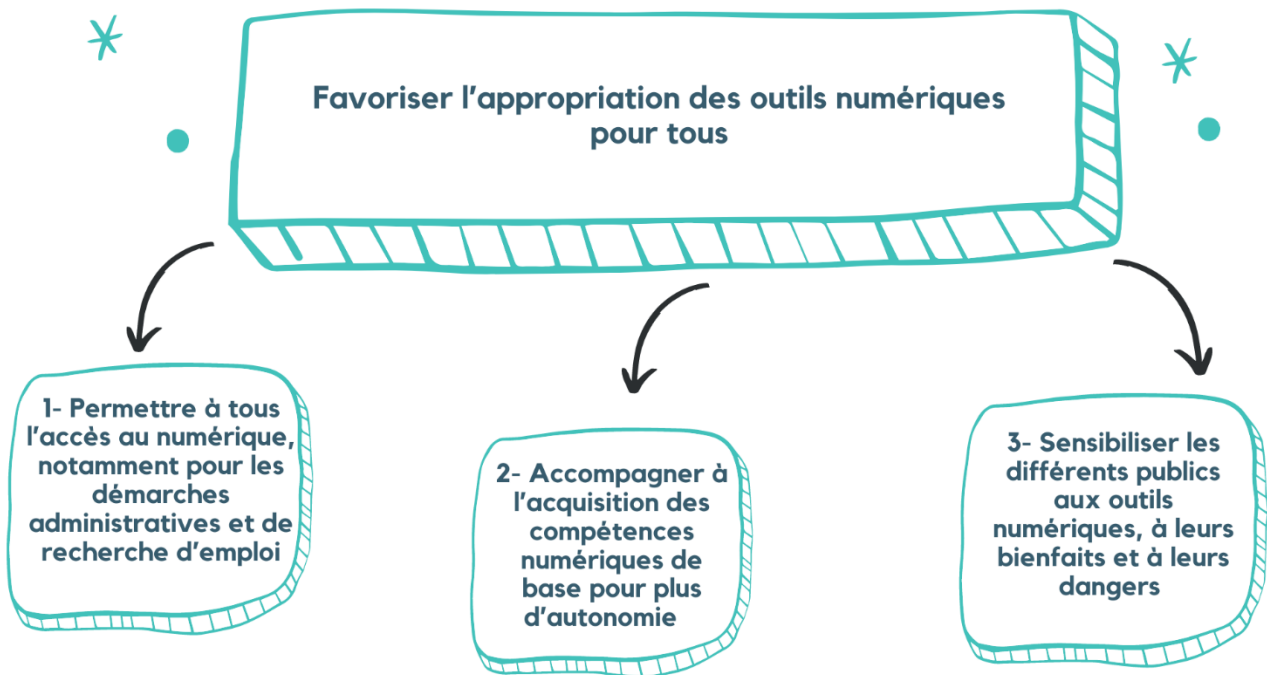 Favoriser l’appropriation des outils numériques
pour tous
1- Permettre à tous
l’accès au numérique,
notamment pour les
démarches
administratives et de
recherche d’emploi
2- Accompagner à
l’acquisition des
compétences
numériques de
base pour plus
d’autonomie
3- Sensibiliser les
différents publics
aux outils
numériques, à leurs
bienfaits et à leurs
dangers